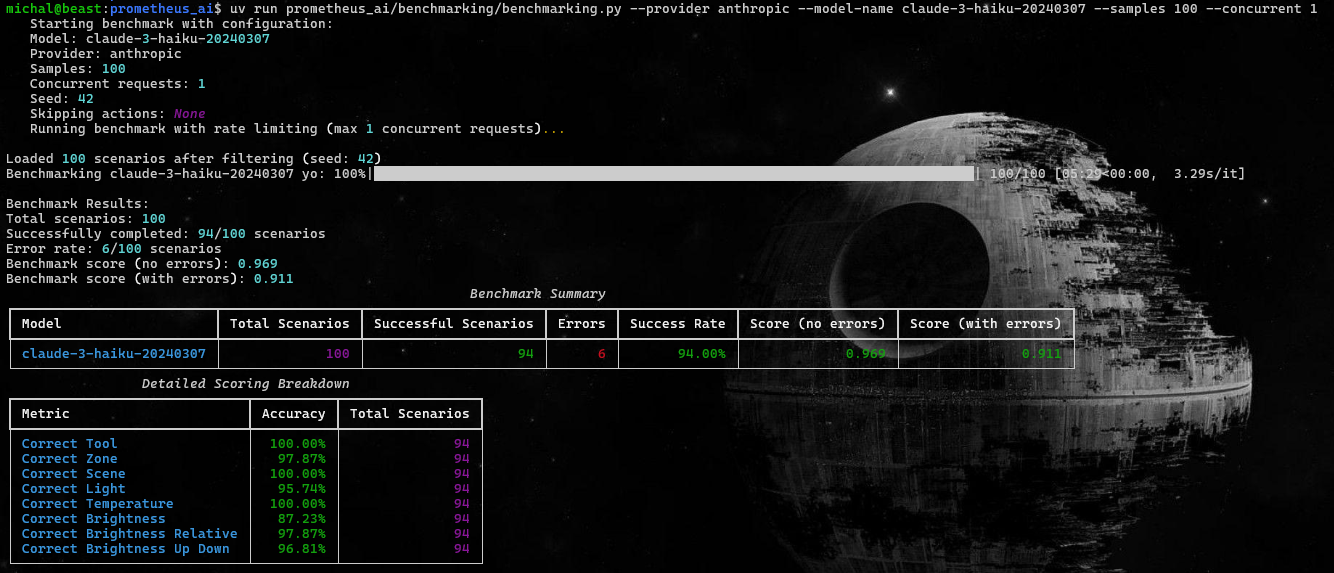 michal@beast:prometheus_ai$ uv run prometheus_ai/benchmarking/benchmarking.py --provider anthropic --model-name claude-3-haiku-20240307 --samples 100 --concurrent 1
Starting benchmark with configuration:
Model: claude-3-haiku-20240307
Provider: anthropic
Samples: 100
Concurrent requests: 1
Seed: 42
Skipping actions: None
Running benchmark with rate limiting (max 1 concurrent requests)...
Loaded 100 scenarios after filtering (seed: 42)
Benchmarking claude-3-haiku-20240307 yo: 100%| | 100/100 [05:29<00:00, 3.29s/it]
Benchmark Results:
Total scenarios: 100
Successfully completed: 94/100 scenarios
Error rate: 6/100 scenarios
Benchmark score (no errors): 0.969
Benchmark score (with errors): 0.911
Benchmark Summary
Model Total Scenarios Successful Scenarios Errors Success Rate Score (no errors) Score (with errors)
claude-3-haiku-20240307 100 94 6 94.00% 0.969 0.911
Detailed Scoring Breakdown
Metric Accuracy Total Scenarios
Correct Tool 100.00% 94
Correct Zone 97.87% 94
Correct Scene 100.00% 94
Correct Light 95.74% 94
Correct Temperature 100.00% 94
Correct Brightness 87.23% 94
Correct Brightness Relative 97.87% 94
Correct Brightness Up Down 96.81% 94